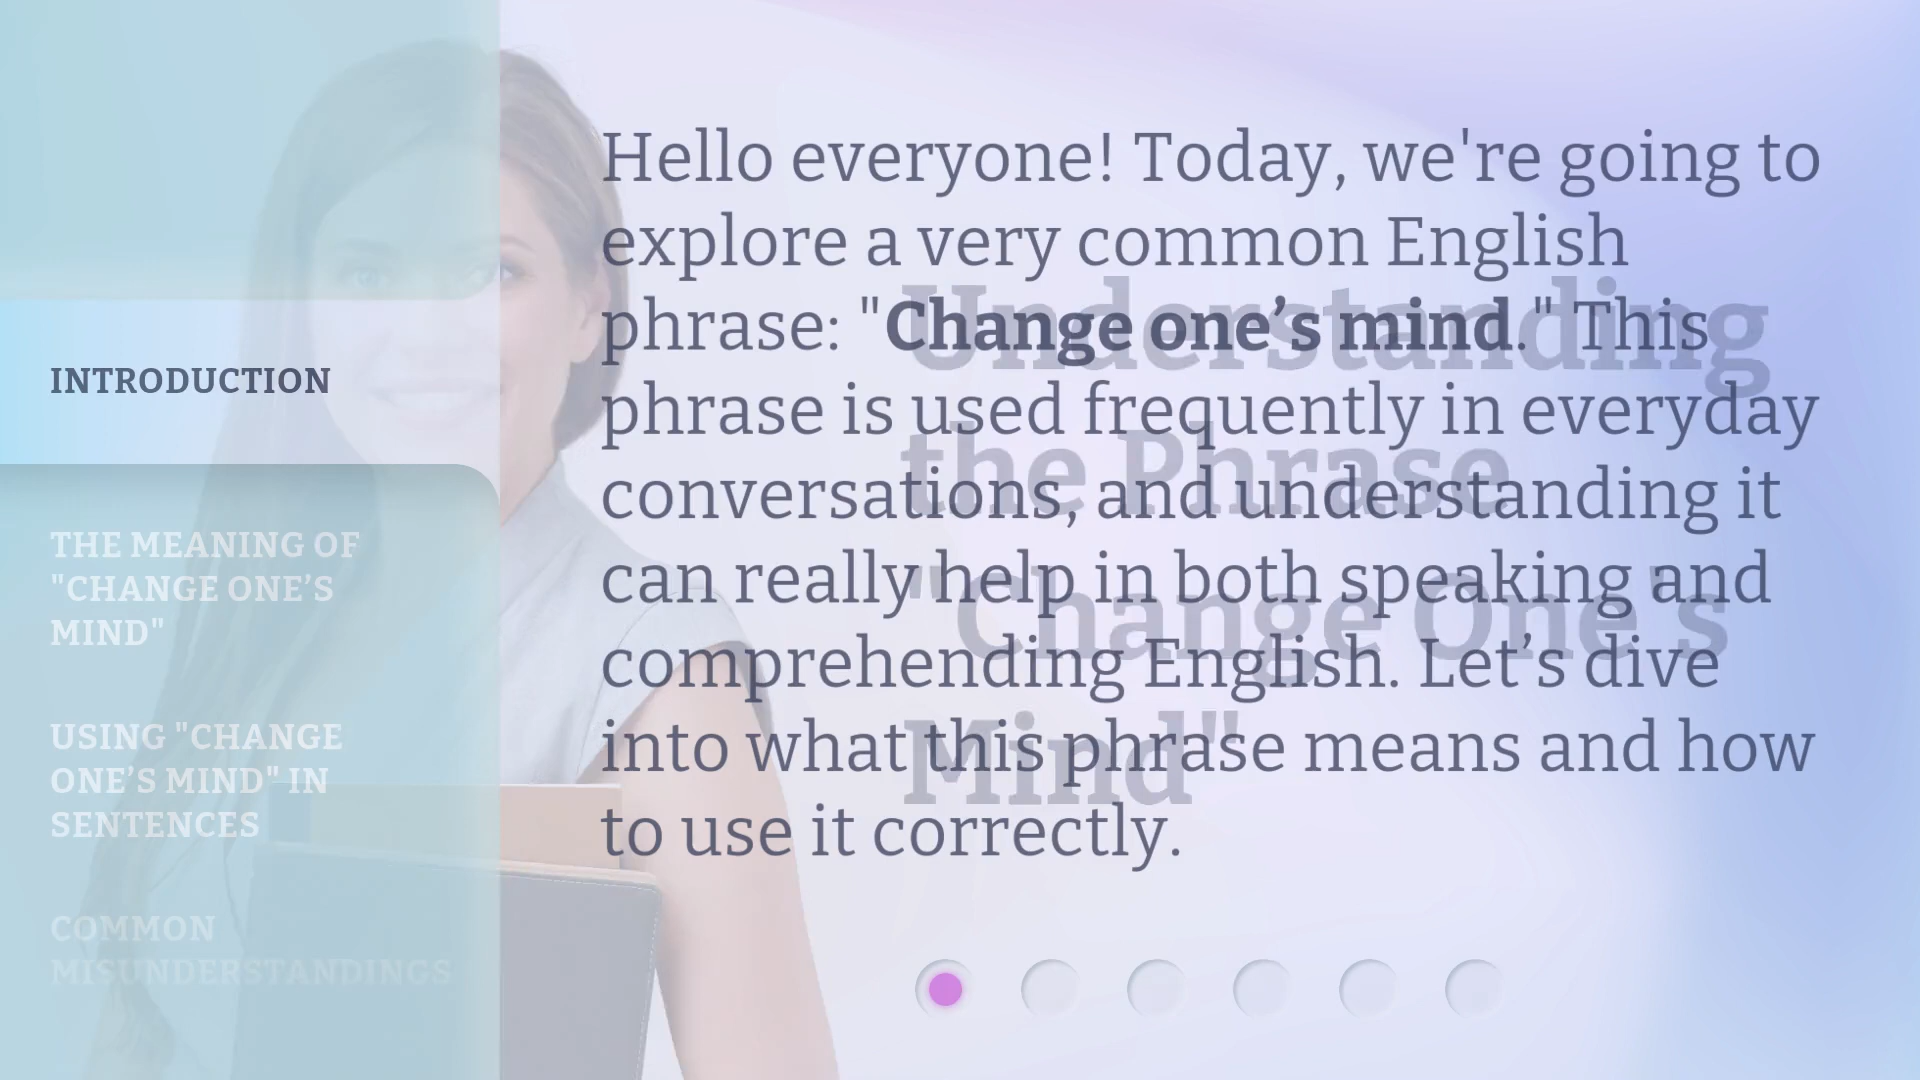 INTRODUCTION
THE MEANING OF
"CHANGE ONE’S
MIND"
USING "CHANGE
ONE’S MIND" IN
SENTENCES
COMMON
MISUNDERSTANDINGS
Hello everyone! Today, we're going to
explore a very common English
phrase: "Change one’s mind." This
phrase is used frequently in everyday
conversations, and understanding it
can really help in both speaking and
comprehending English. Let’s dive
into what this phrase means and how
to use it correctly.
Understanding
the Phrase
"Change One's
Mind"